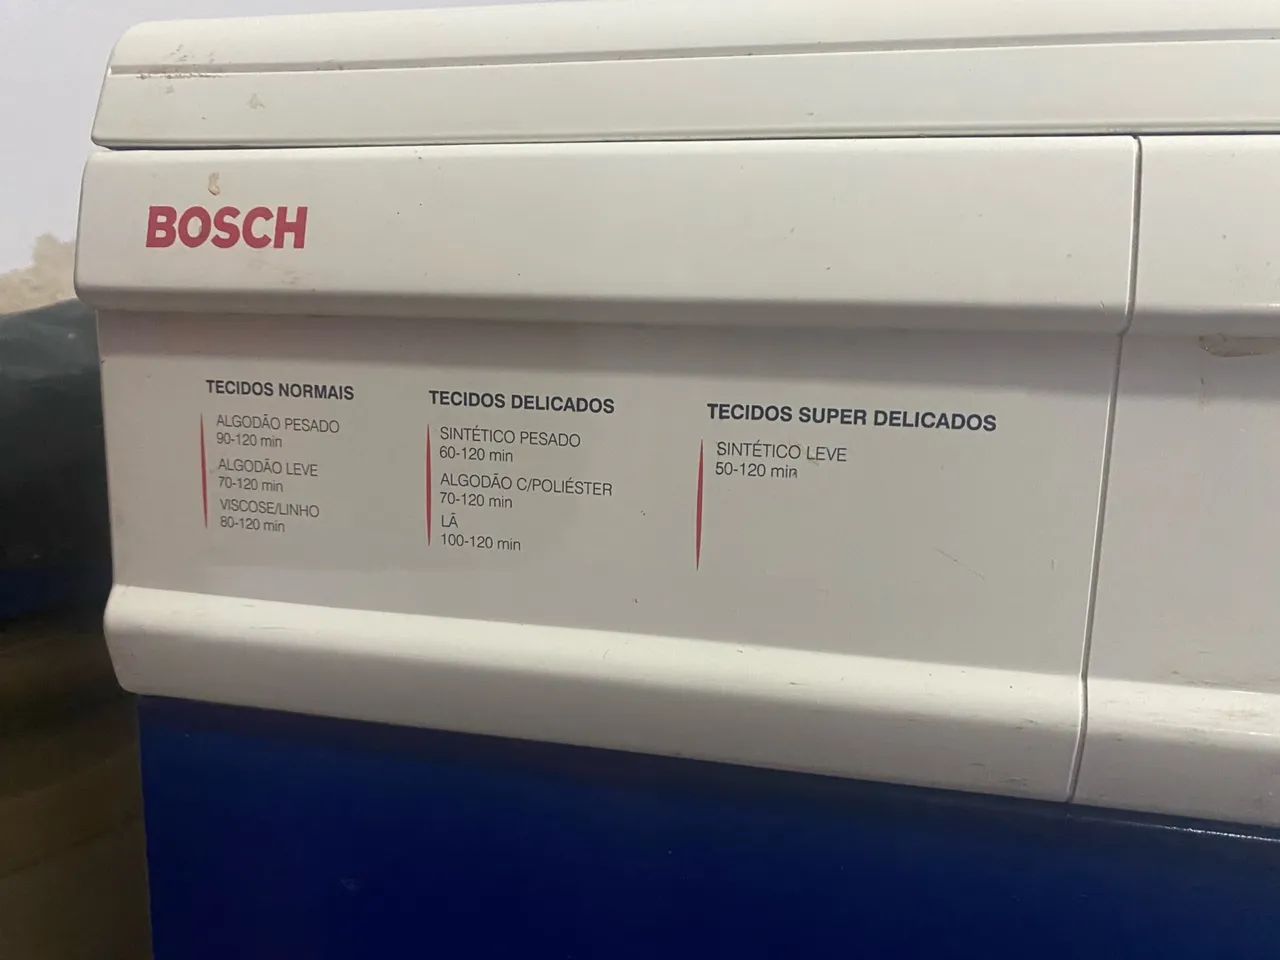 BOSCH
TECIDOS NORMAIS
ALGODÃO PESADO
90-120 min
ALGODÃO LEVE
70-120 min
VISCOSE/LINHO
80-120 min
TECIDOS DELICADOS
SINTÉTICO PESADO
60-120 min
ALGODÃO C/POLIÉSTER
70-120 min
LÃ
100-120 min
TECIDOS SUPER DELICADOS
SINTÉTICO LEVE
50-120 min